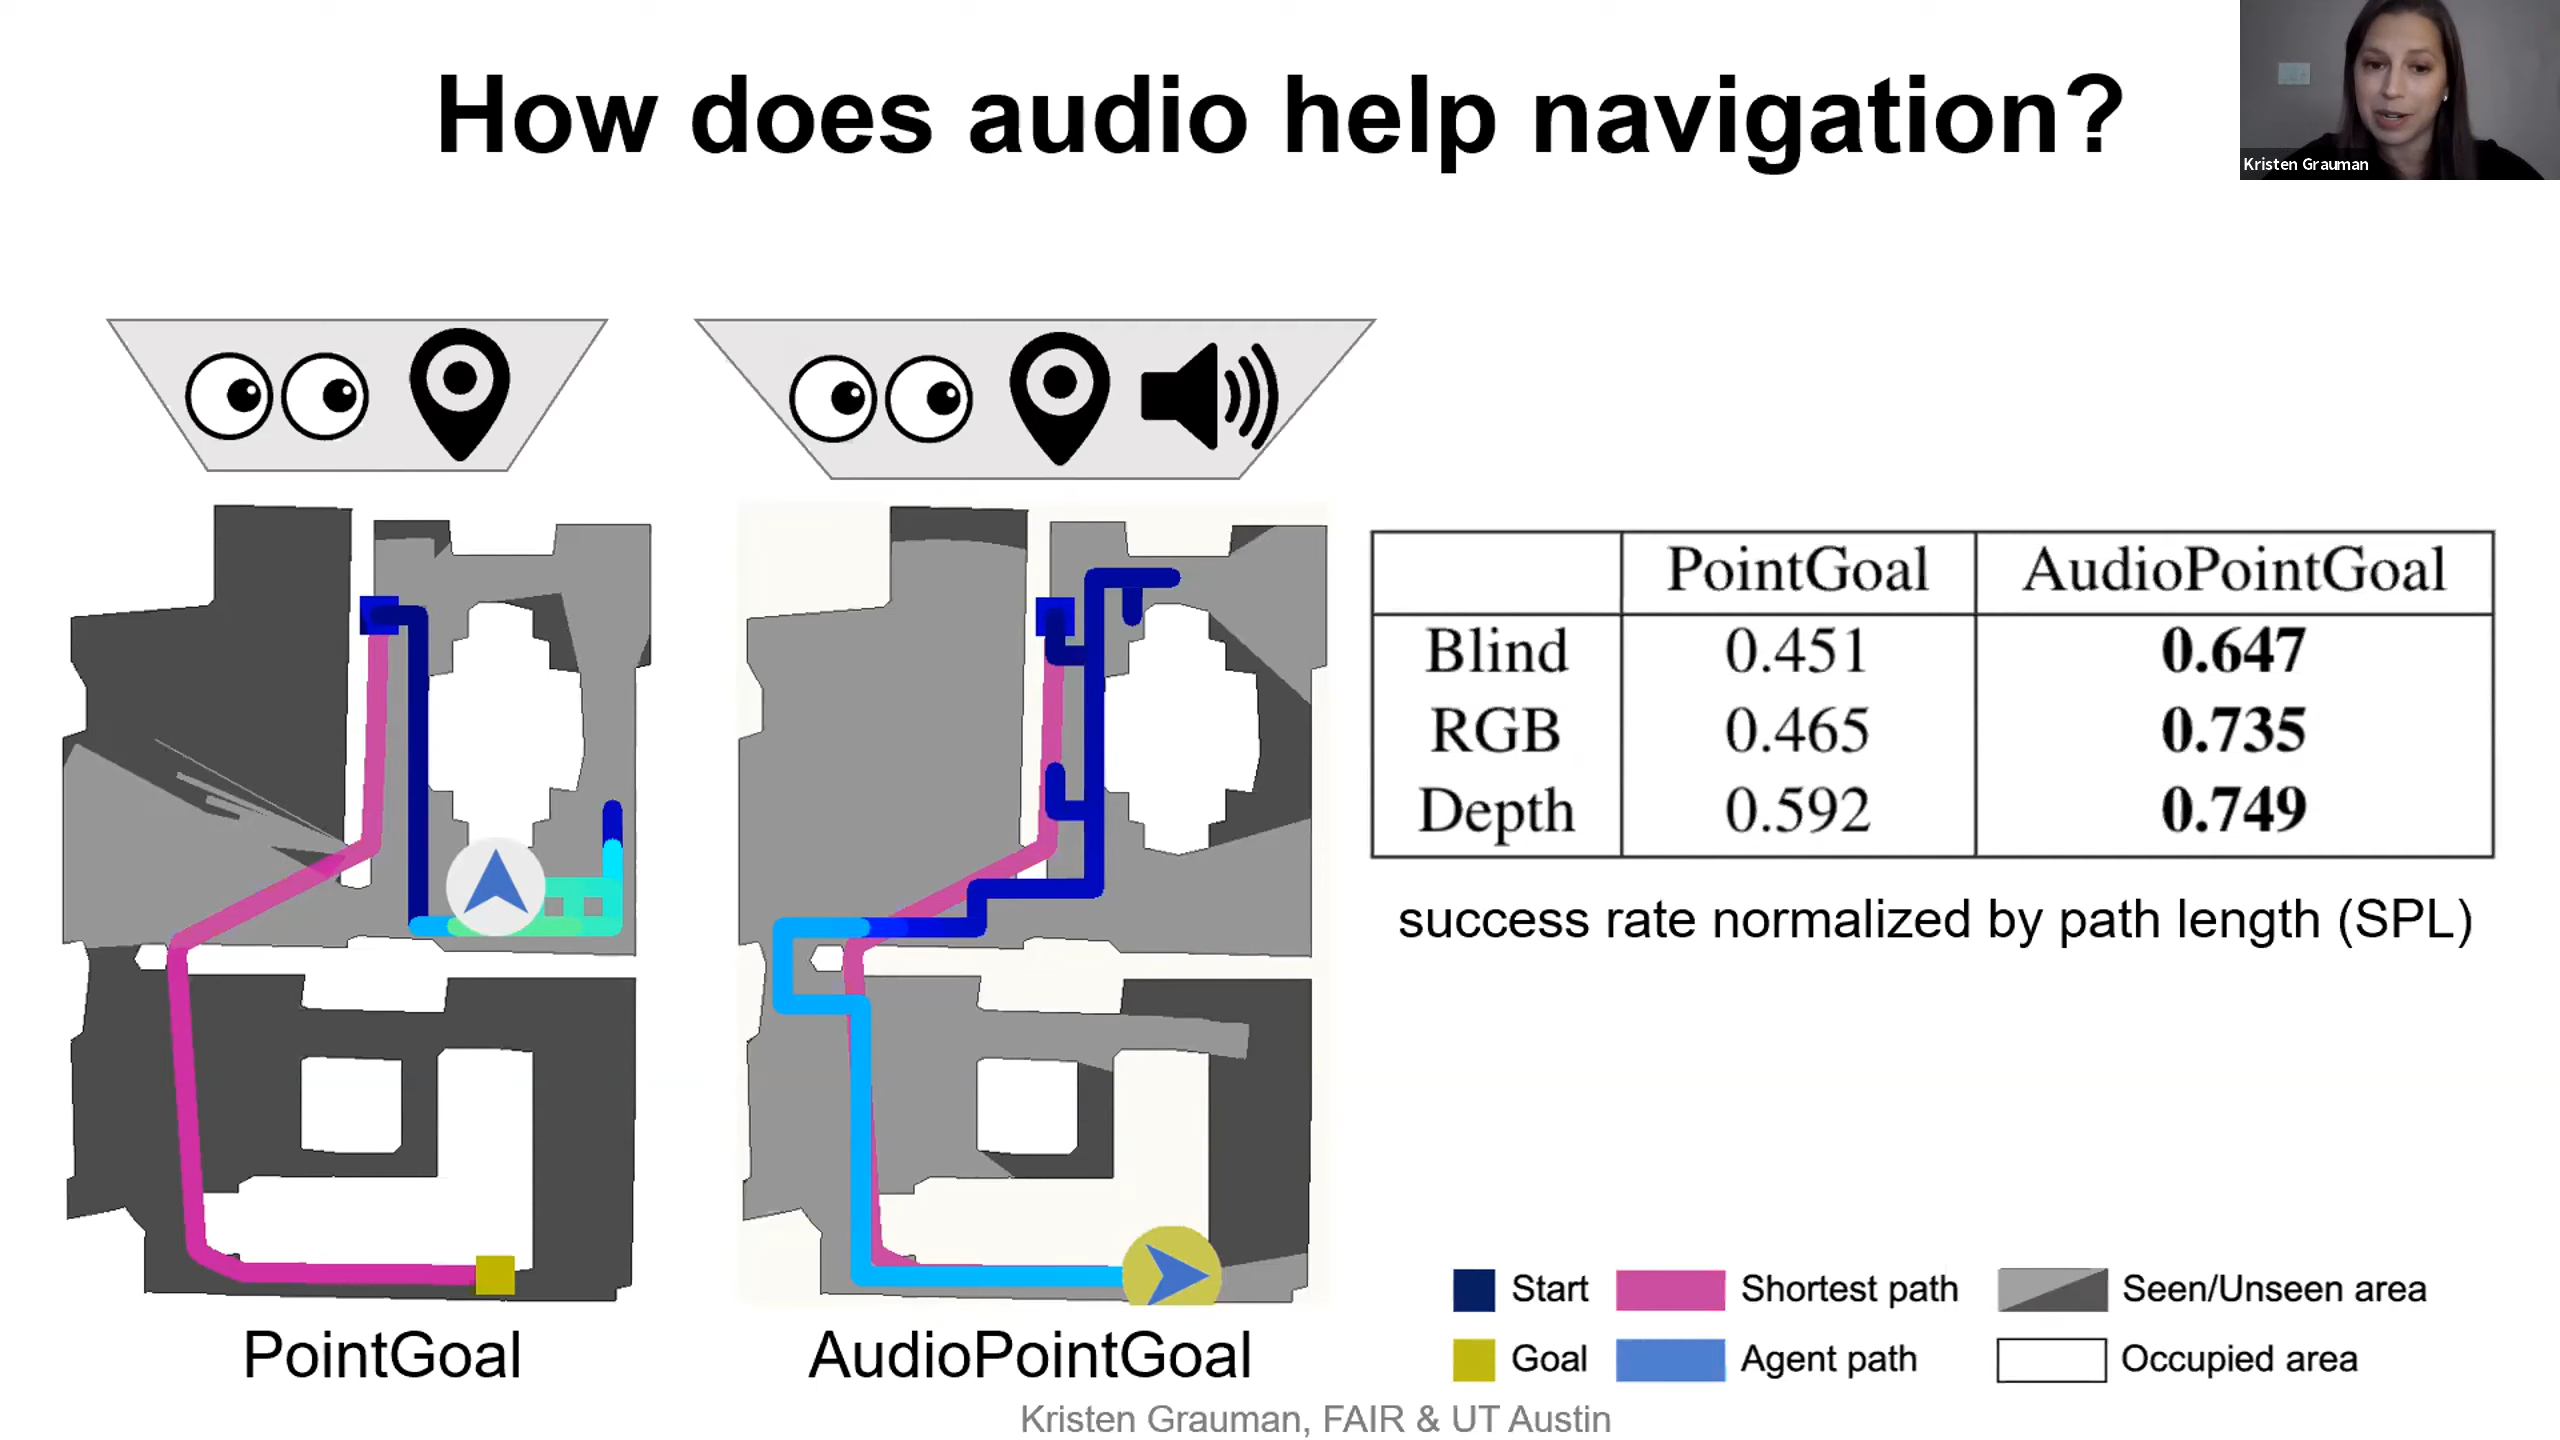 How does audio help navigation?
Kristen Grauman
PointGoal AudioPointGoal
Blind 0.451 0.647
RGB 0.465 0.735
Depth 0.592 0.749
success rate normalized by path length (SPL)
Start Shortest path Seen/Unseen area
Goal Agent path Occupied area
PointGoal
AudioPointGoal
Kristen Grauman, FAIR & UT Austin